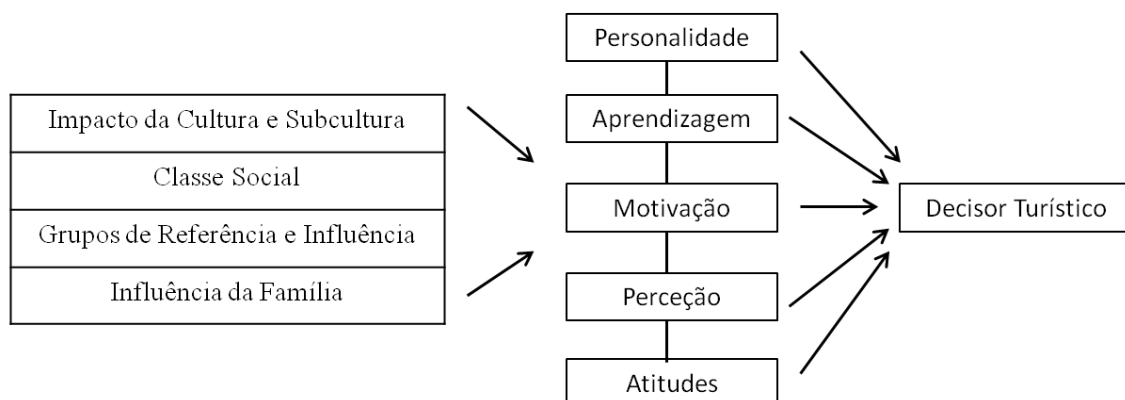 Impacto da Cultura e Subcultura
Classe Social
Grupos de Referência e Influência
Influência da Família
Personalidade
Aprendizagem
Motivação
Perceção
Atitudes
Decisor Turístico